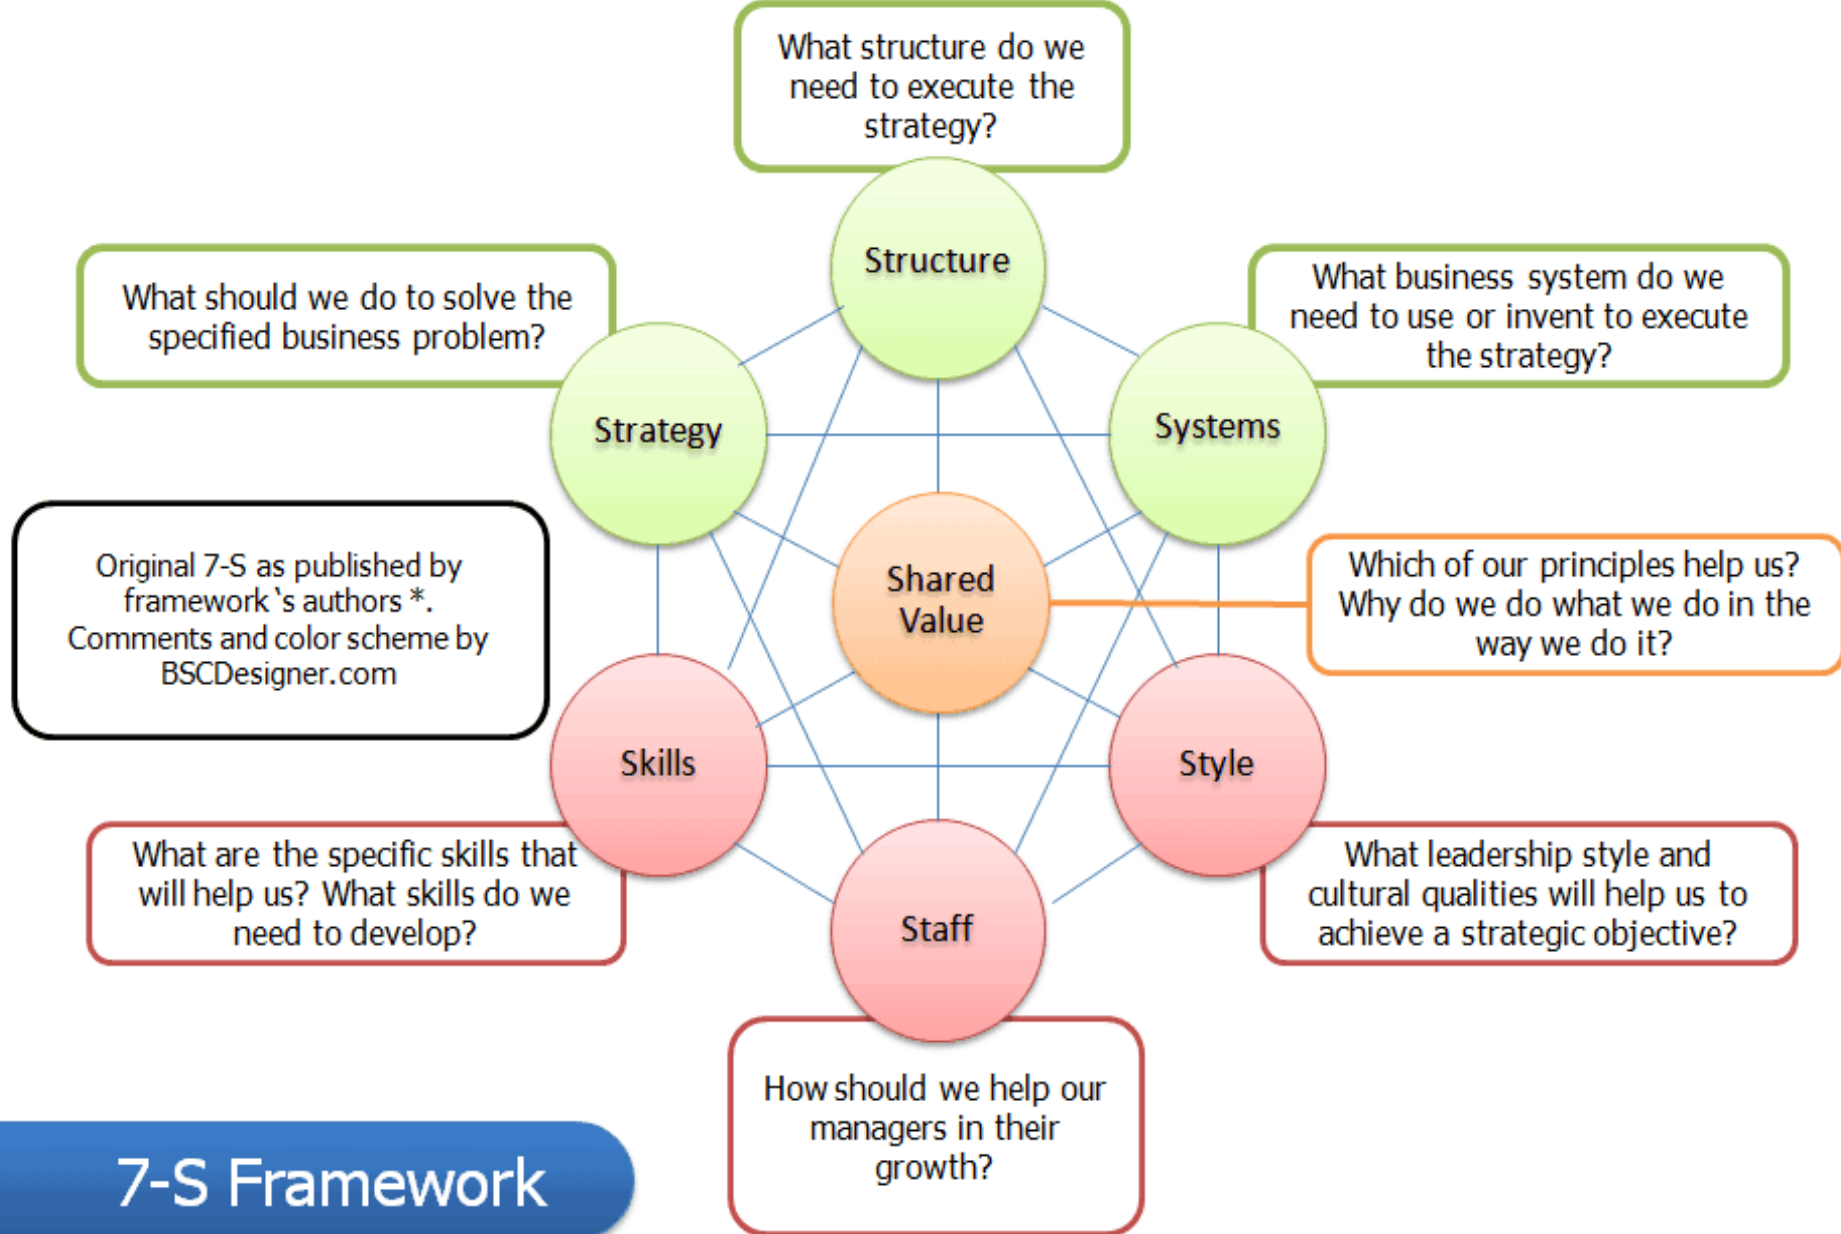 What structure do we
need to execute the
strategy?
Structure
What should we do to solve the
specified business problem?
What business system do we
need to use or invent to execute
the strategy?
Strategy
Systems
Original 7-S as published by
framework`s authors *.
Comments and color scheme by
BSCDesigner.com
Shared
Value
Which of our principles help us?
Why do we do what we do in the
way we do it?
Skills
Style
What are the specific skills that
will help us? What skills do we
need to develop?
What leadership style and
cultural qualities will help us to
achieve a strategic objective?
Staff
How should we help our
managers in their
growth?
7-S Framework